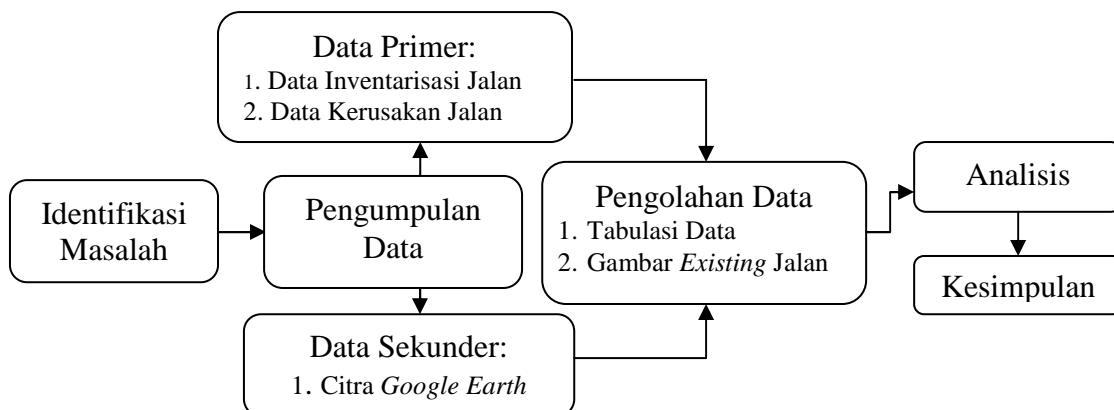 Identifikasi
Masalah
Pengumpulan
Data
Data Primer:
1. Data Inventarisasi Jalan
2. Data Kerusakan Jalan
Data Sekunder:
1. Citra Google Earth
Pengolahan Data
1. Tabulasi Data
2. Gambar Existing Jalan
Analisis
Kesimpulan